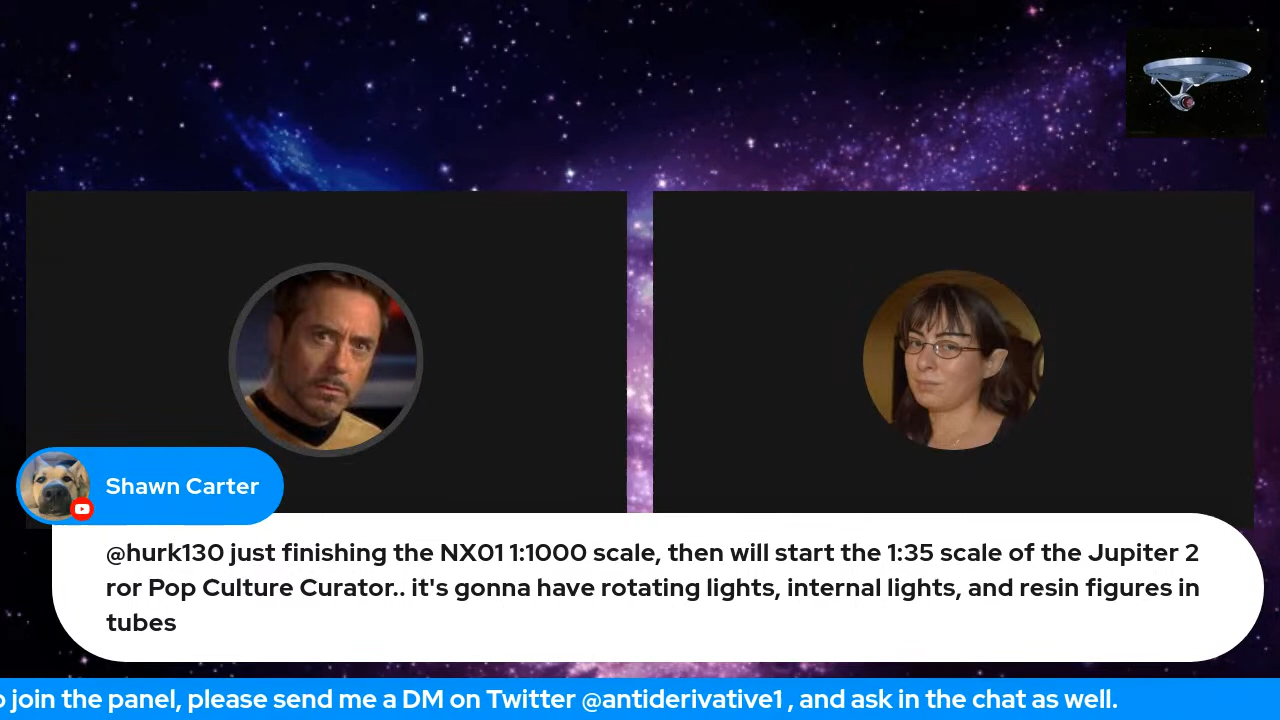 Shawn Carter
@hurk130 just finishing the NX01 1:1000 scale, then will start the 1:35 scale of the Jupiter 2
ror Pop Culture Curator.. it's gonna have rotating lights, internal lights, and resin figures in
tubes
o join the panel, please send me a DM on Twitter @antiderivative1 , and ask in the chat as well.